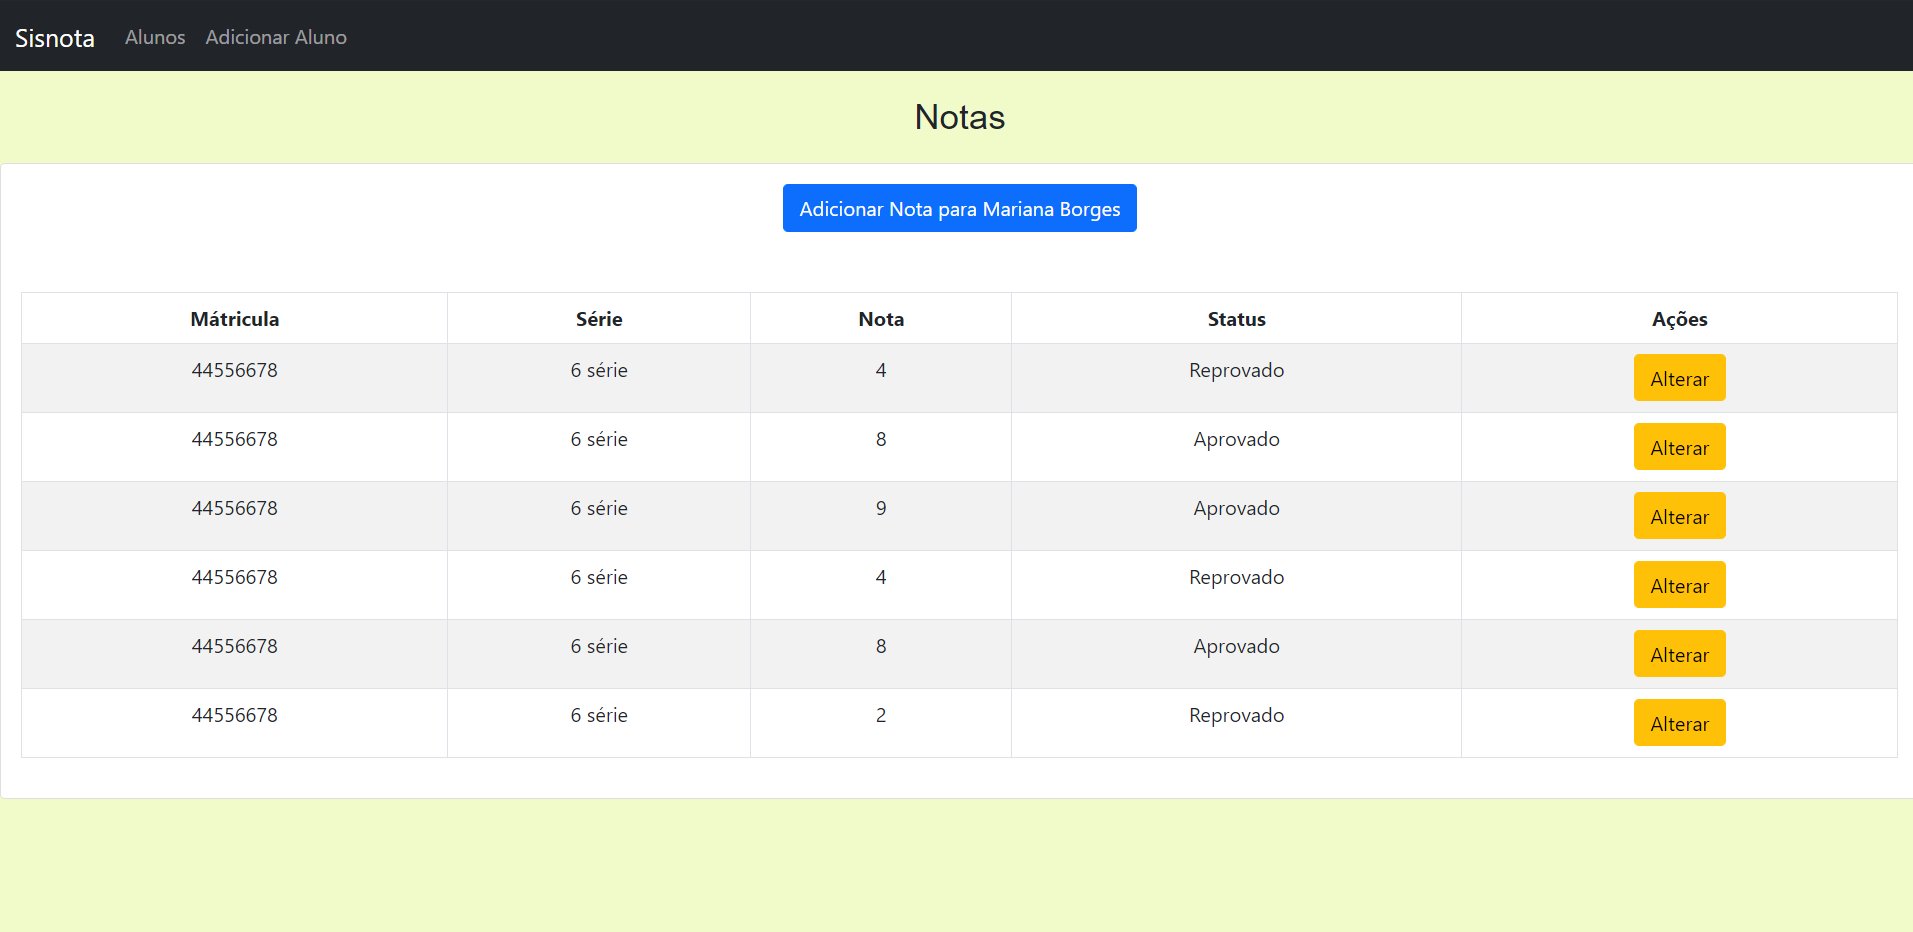 Sisnota Alunos Adicionar Aluno
Notas
Adicionar Nota para Mariana Borges
Mátricula Série Nota Status Ações
44556678 6 série 4 Reprovado Alterar
44556678 6 série 8 Aprovado Alterar
44556678 6 série 9 Aprovado Alterar
44556678 6 série 4 Reprovado Alterar
44556678 6 série 8 Aprovado Alterar
44556678 6 série 2 Reprovado Alterar